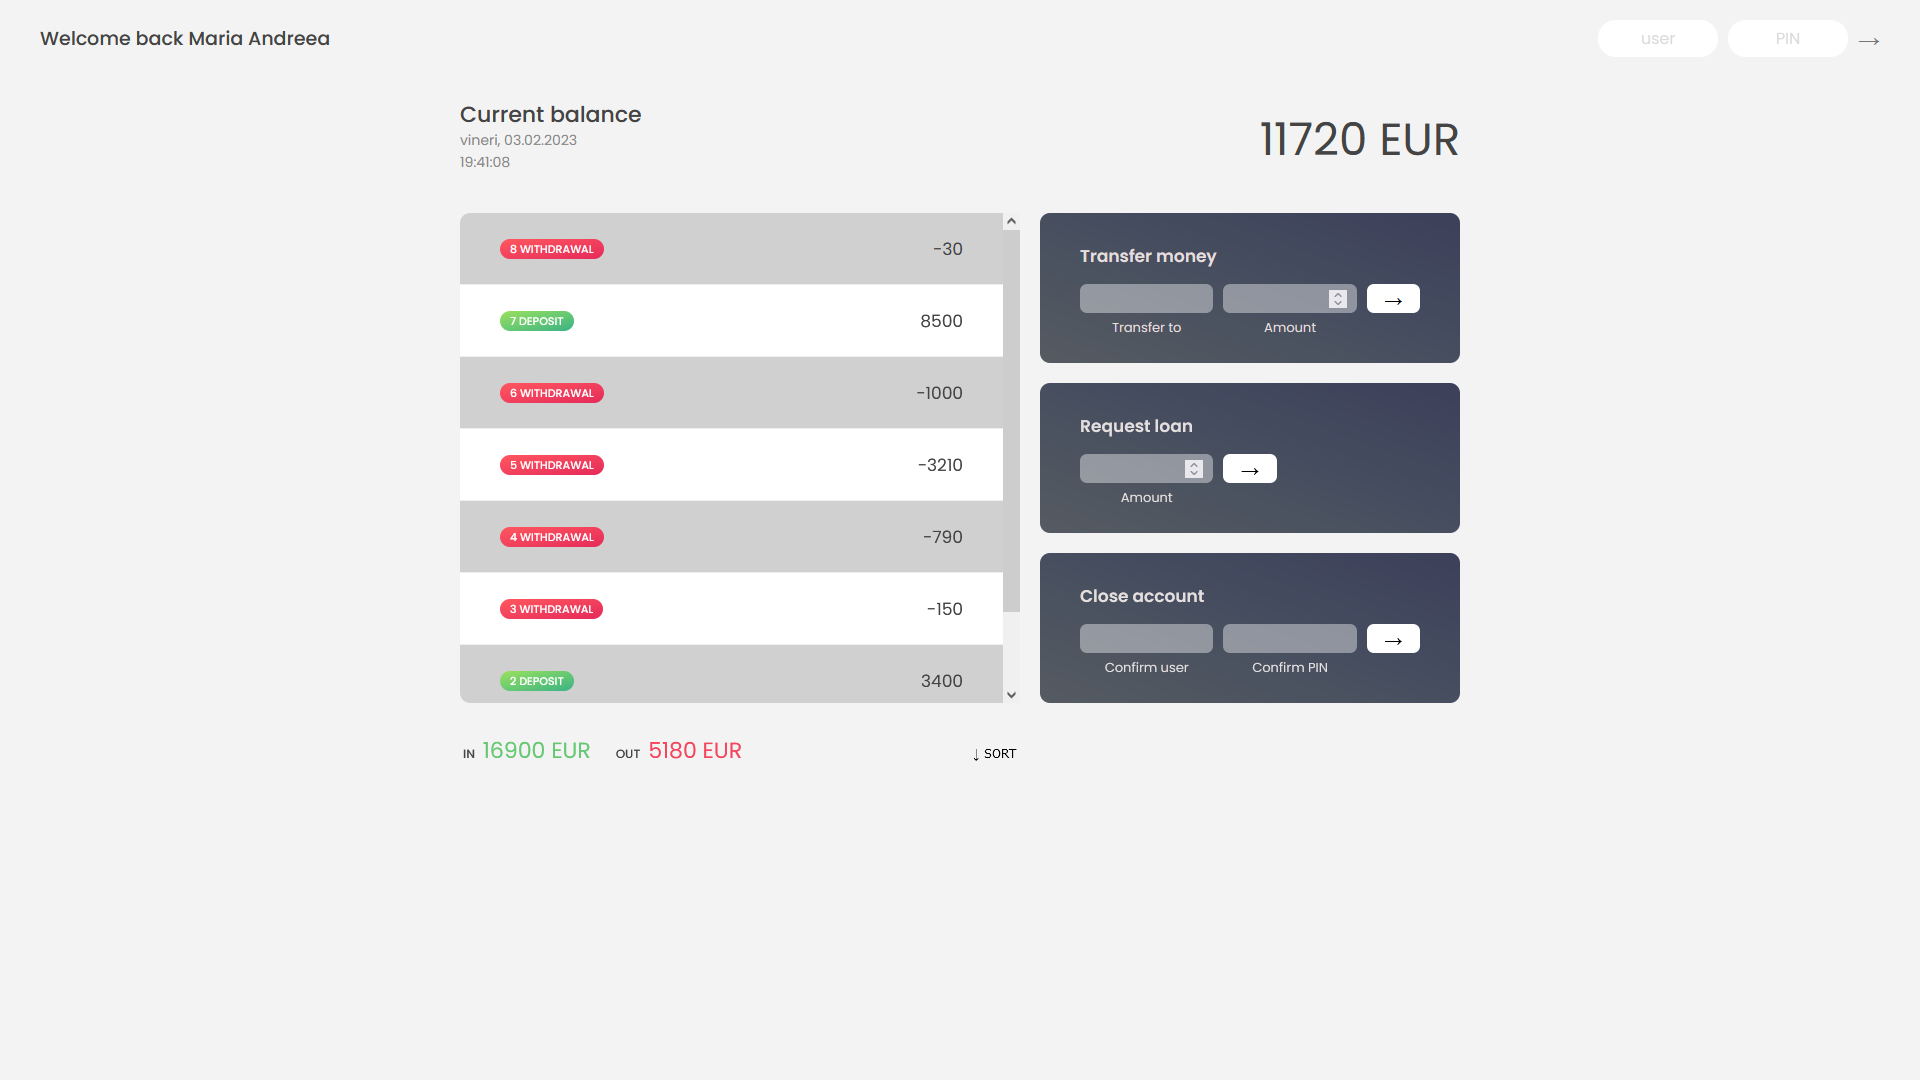 Welcome back Maria Andreea
user
PIN
→
Current balance
vineri, 03.02.2023
19:41:08
11720 EUR
8 WITHDRAWAL -30
7 DEPOSIT 8500
6 WITHDRAWAL -1000
5 WITHDRAWAL -3210
4 WITHDRAWAL -790
3 WITHDRAWAL -150
2 DEPOSIT 3400
IN 16900 EUR OUT 5180 EUR ↓ SORT
Transfer money
→
Transfer to Amount
Request loan
→
Amount
Close account
→
Confirm user Confirm PIN